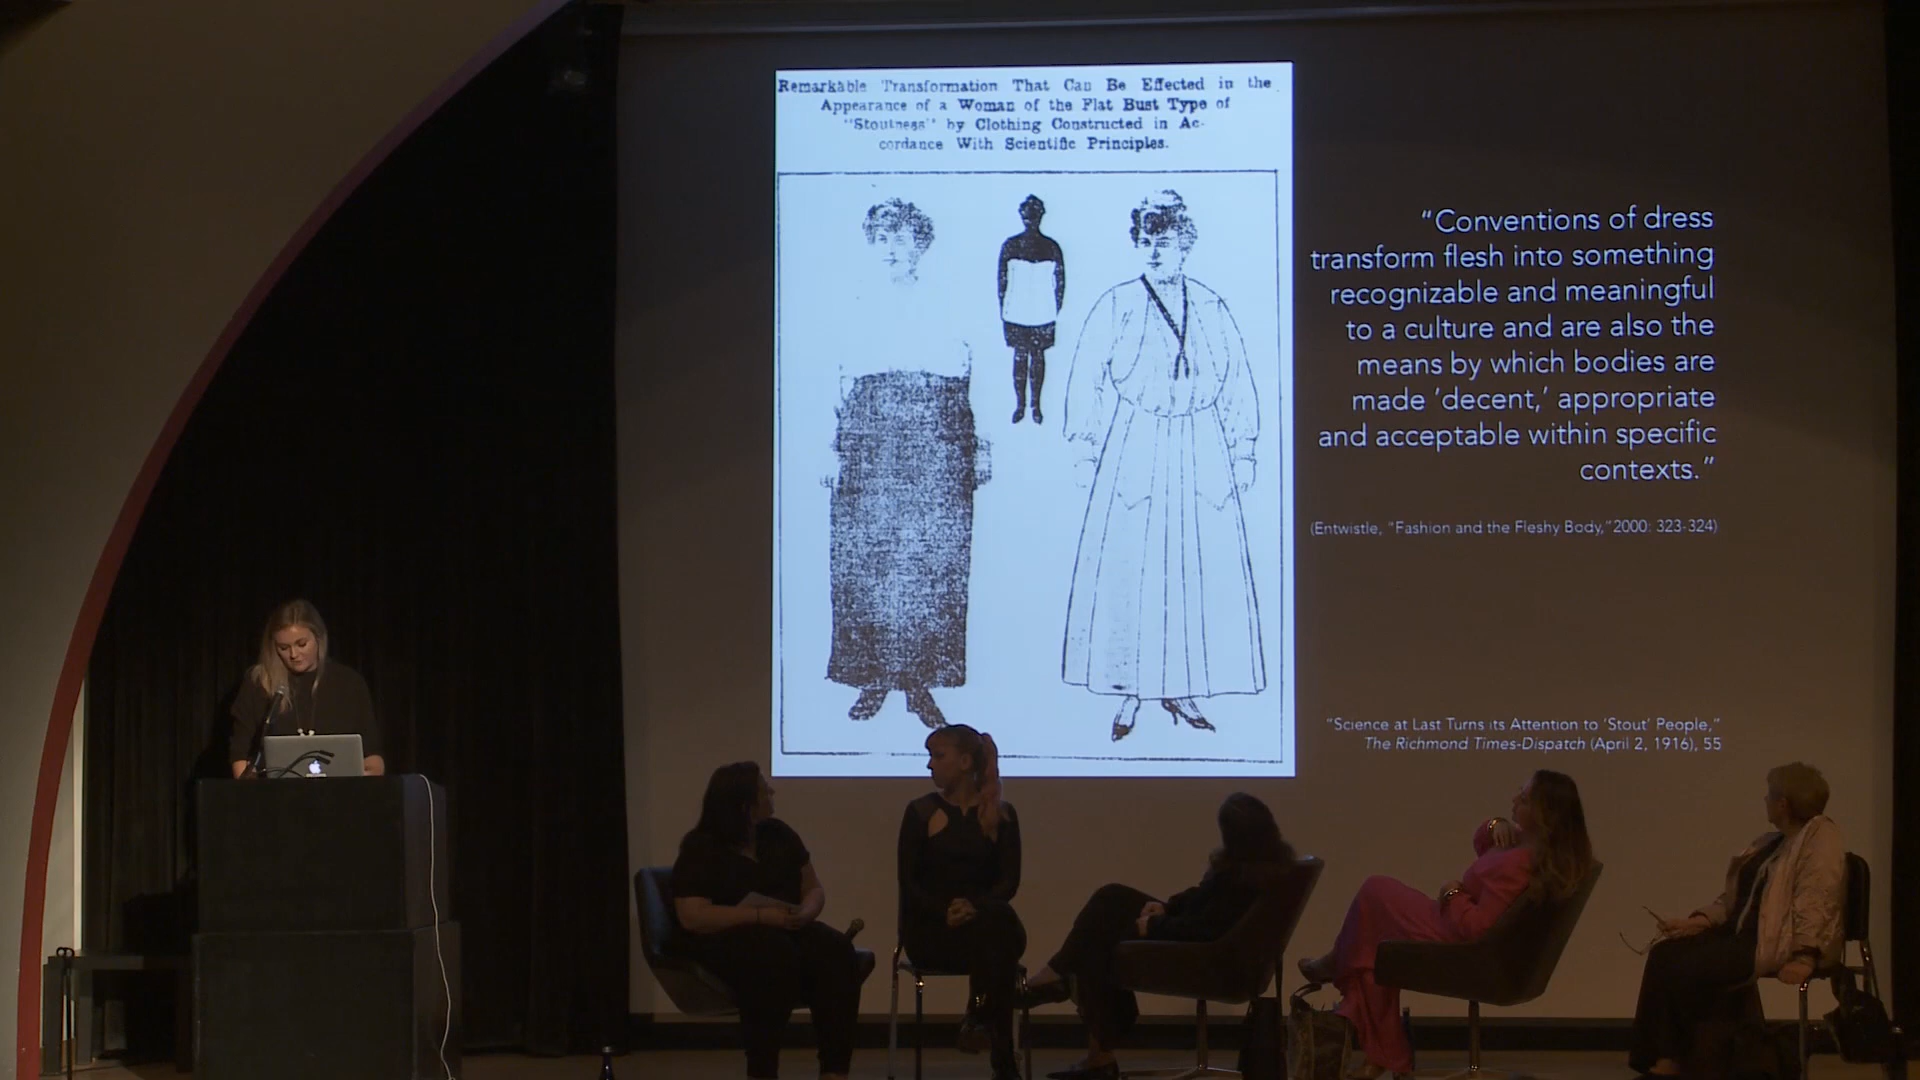 Remarkable Transformation That Can Be Effected in the
Appearance of a Woman of the Flat Bust Type of
"Stoutness" by Clothing Constructed in Ac-
cordance With Scientific Principles.
“Conventions of dress
transform flesh into something
recognizable and meaningful
to a culture and are also the
means by which bodies are
made ‘decent,’ appropriate
and acceptable within specific
contexts.”
(Entwistle, “Fashion and the Fleshy Body,”2000: 323-324)
“Science at Last Turns its Attention to ‘Stout’ People,”
The Richmond Times-Dispatch (April 2, 1916), 55